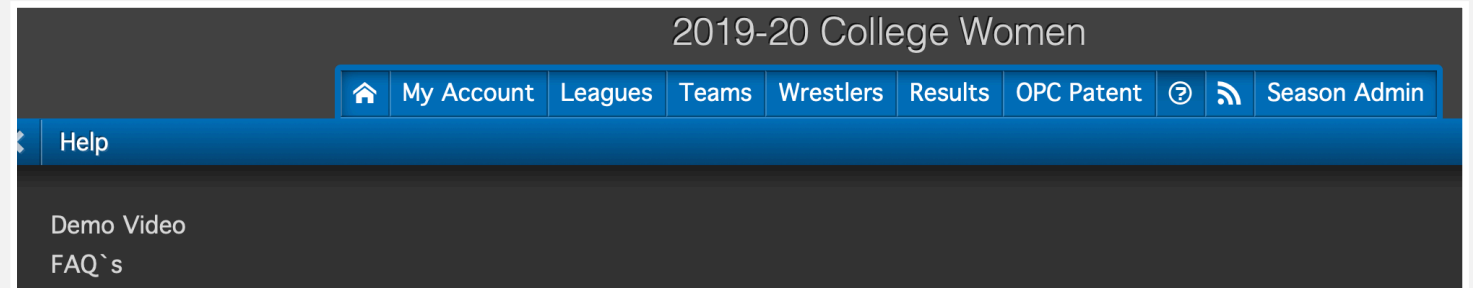 2019-20 College Women
My Account Leagues Teams Wrestlers Results OPC Patent Season Admin
Help
Demo Video
FAQ`s